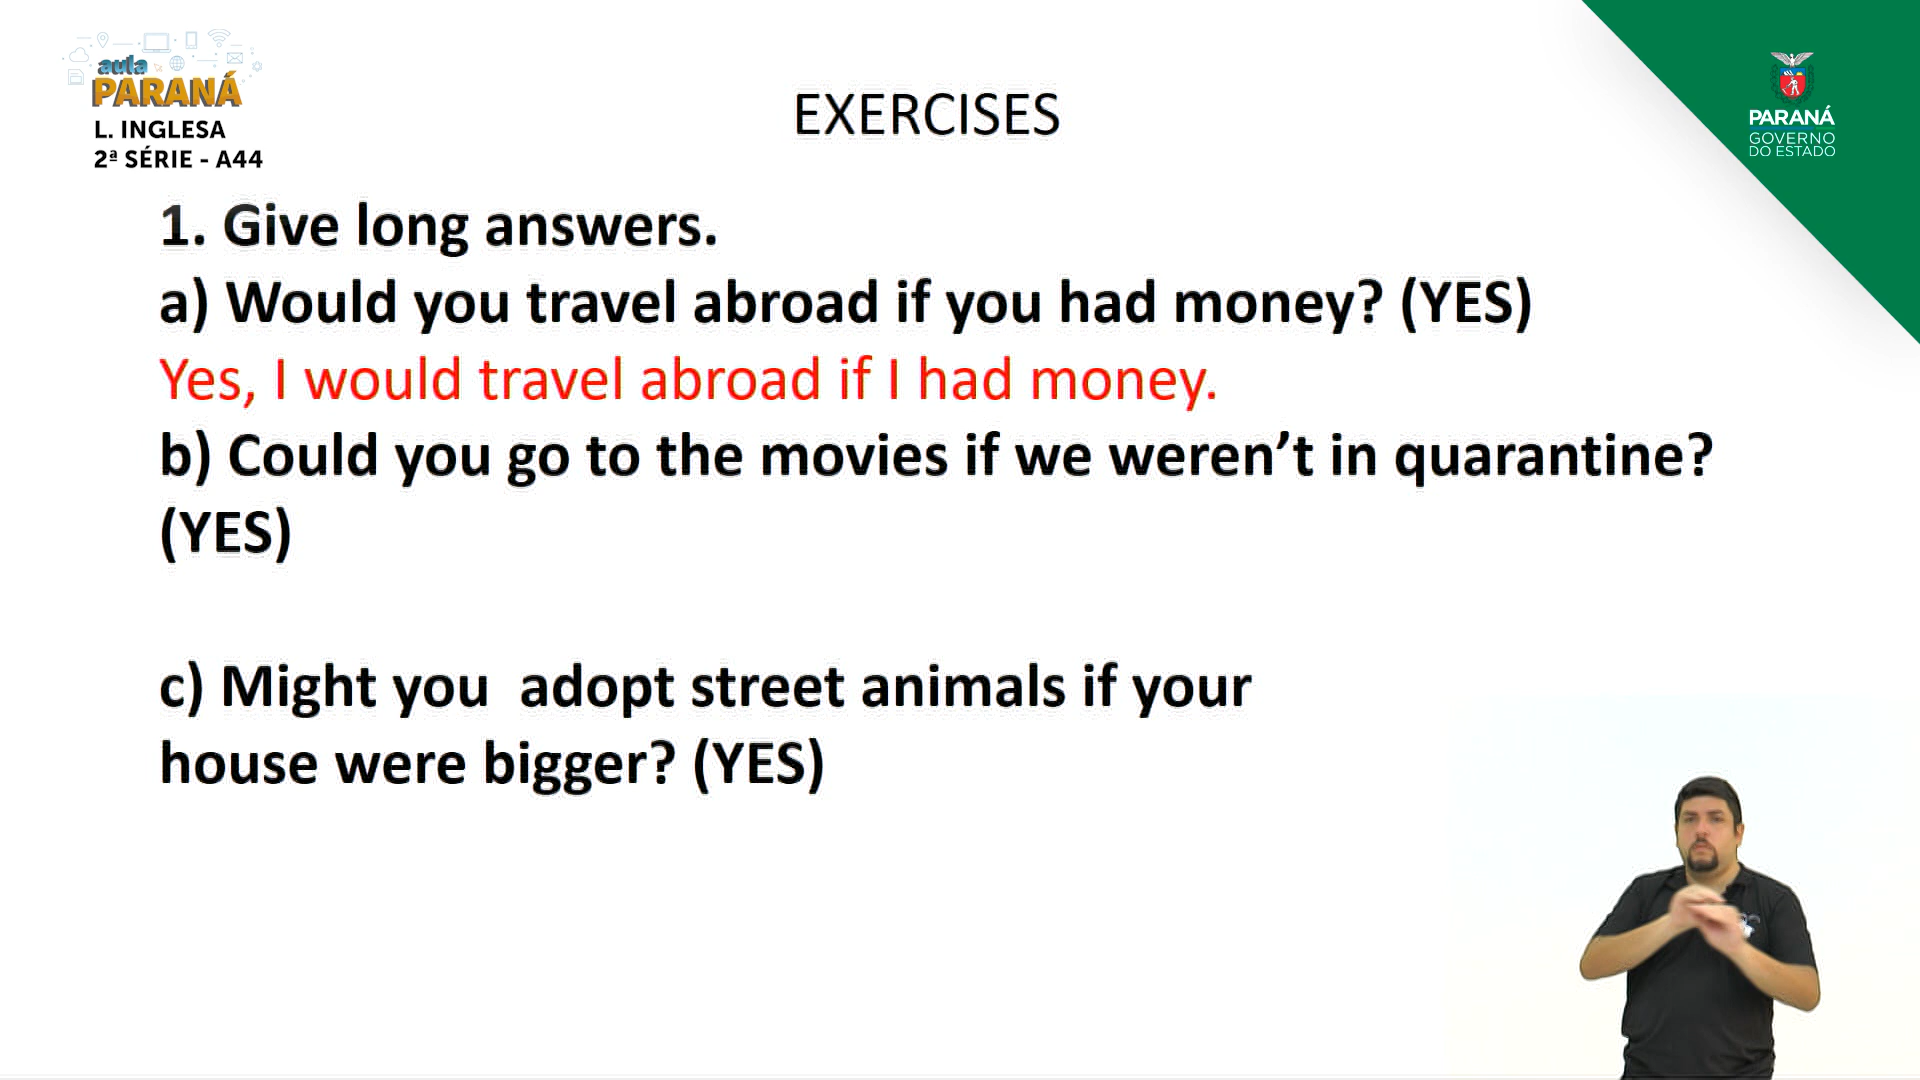 aula
PARANÁ
L. INGLESA
2ª SÉRIE - A44
EXERCISES
PARANÁ
GOVERNO
DO ESTADO
1. Give long answers.
a) Would you travel abroad if you had money? (YES)
Yes, I would travel abroad if I had money.
b) Could you go to the movies if we weren’t in quarantine?
(YES)
c) Might you  adopt street animals if your
house were bigger? (YES)